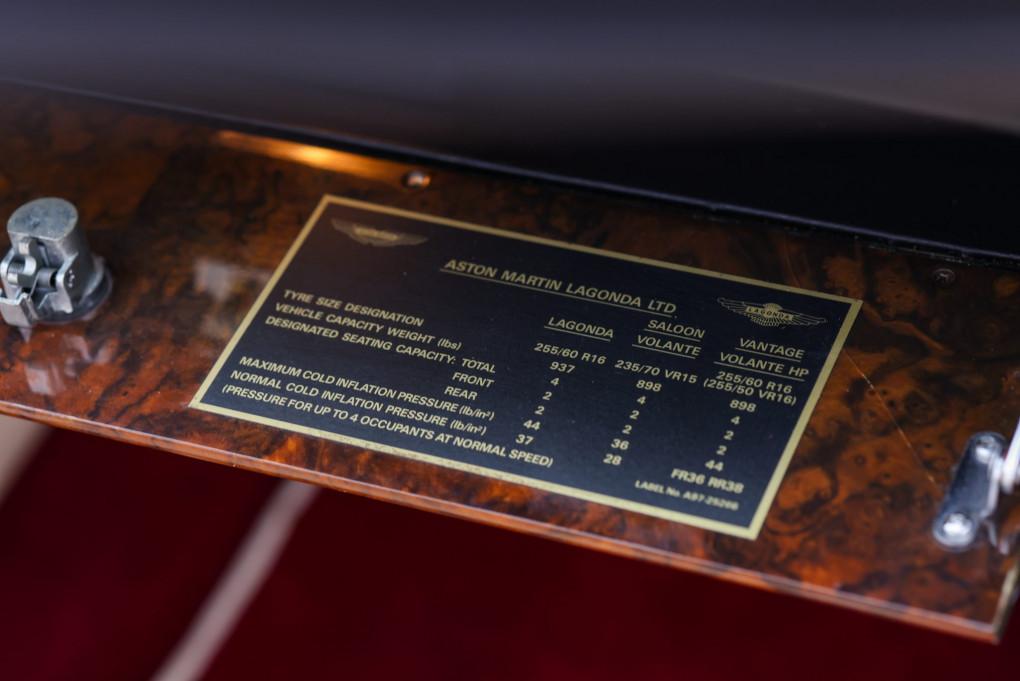 ASTON MARTIN LAGONDA LTD
LAGONDA
LAGONDA SALOON VANTAGE
VOLANTE VOLANTE HP
TYRE SIZE DESIGNATION 255/60 R16 235/70 VR15 255/60 R16
(255/50 VR16)
VEHICLE CAPACITY WEIGHT (lbs) 937 898 898
DESIGNATED SEATING CAPACITY: TOTAL 4 4 4
FRONT 2 2 2
REAR 2 2 2
MAXIMUM COLD INFLATION PRESSURE (lb/in²) 44 36 44
NORMAL COLD INFLATION PRESSURE (lb/in²) 37 28 FR36 RR38
(PRESSURE FOR UP TO 4 OCCUPANTS AT NORMAL SPEED)
LABEL No. A97-25266